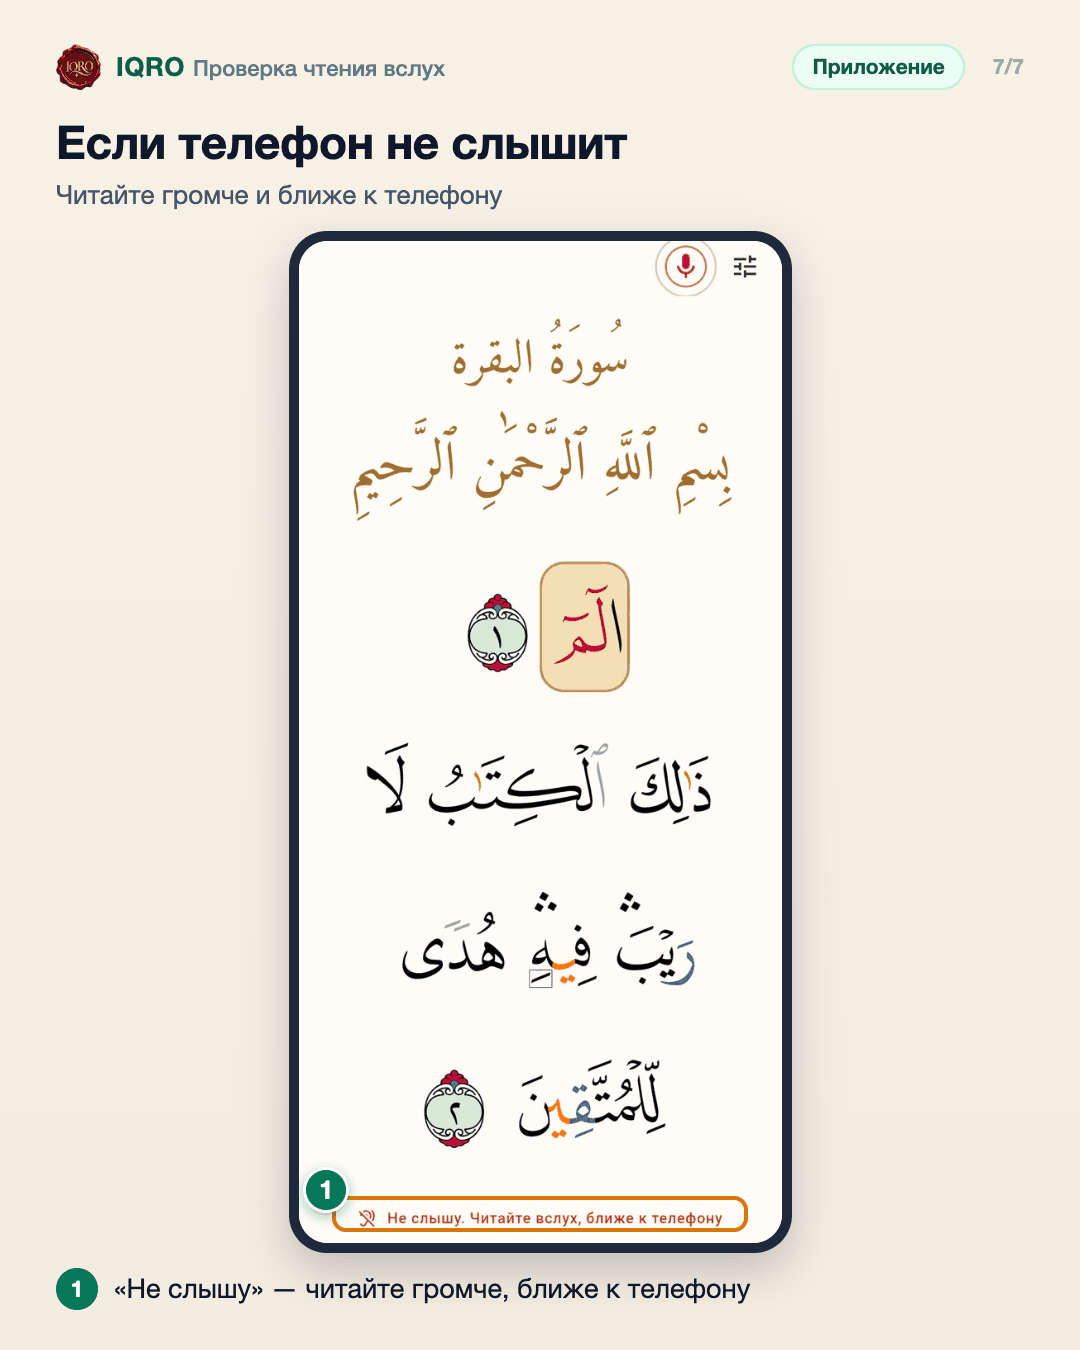 IQRO
IQRO Проверка чтения вслух
Приложение
7/7
Если телефон не слышит
Читайте громче и ближе к телефону
سُورَةُ البقرة
بِسْمِ ٱللَّهِ ٱلرَّحْمَٰنِ ٱلرَّحِيمِ
الٓمٓ ١
ذَٰلِكَ ٱلْكِتَٰبُ لَا
رَيْبَ ۛ فِيهِ ۛ هُدًى
لِّلْمُتَّقِينَ ٢
1
Не слышу. Читайте вслух, ближе к телефону
1 «Не слышу» — читайте громче, ближе к телефону